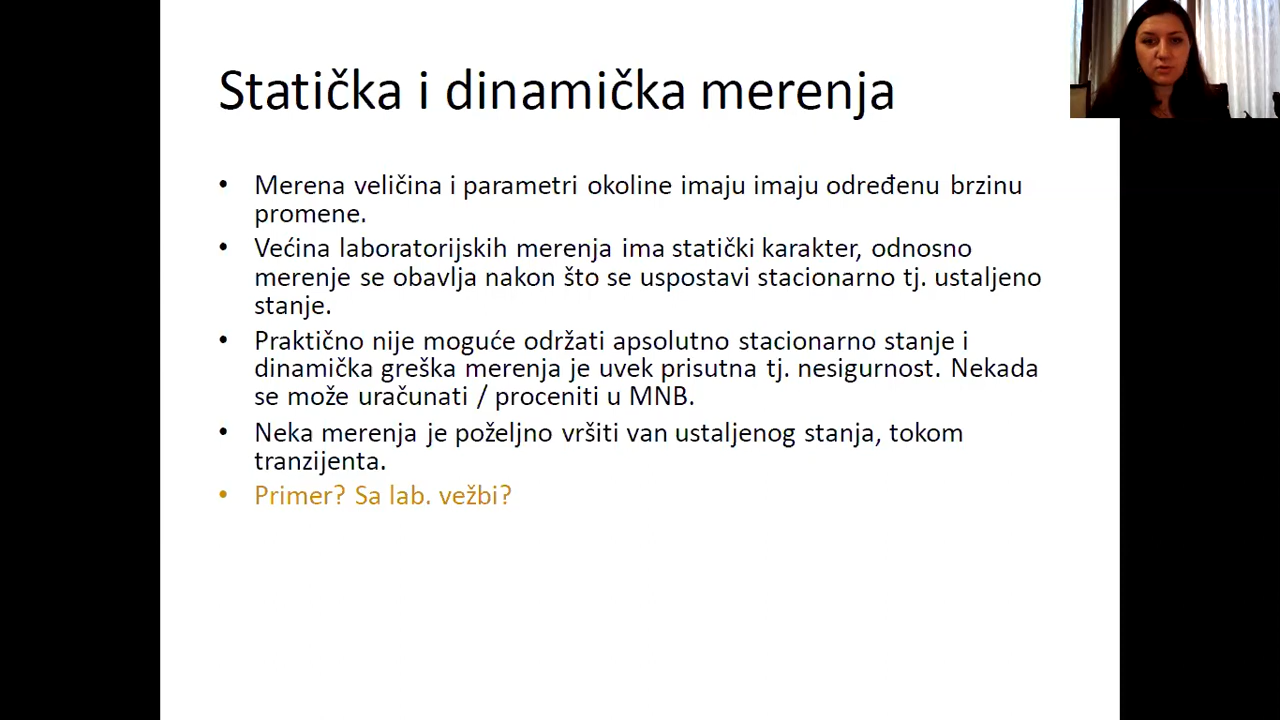 Statička i dinamička merenja
• Merena veličina i parametri okoline imaju imaju određenu brzinu
promene.
• Većina laboratorijskih merenja ima statički karakter, odnosno
merenje se obavlja nakon što se uspostavi stacionarno tj. ustaljeno
stanje.
• Praktično nije moguće održati apsolutno stacionarno stanje i
dinamička greška merenja je uvek prisutna tj. nesigurnost. Nekada
se može uračunati / proceniti u MNB.
• Neka merenja je poželjno vršiti van ustaljenog stanja, tokom
tranzijenta.
• Primer? Sa lab. vežbi?